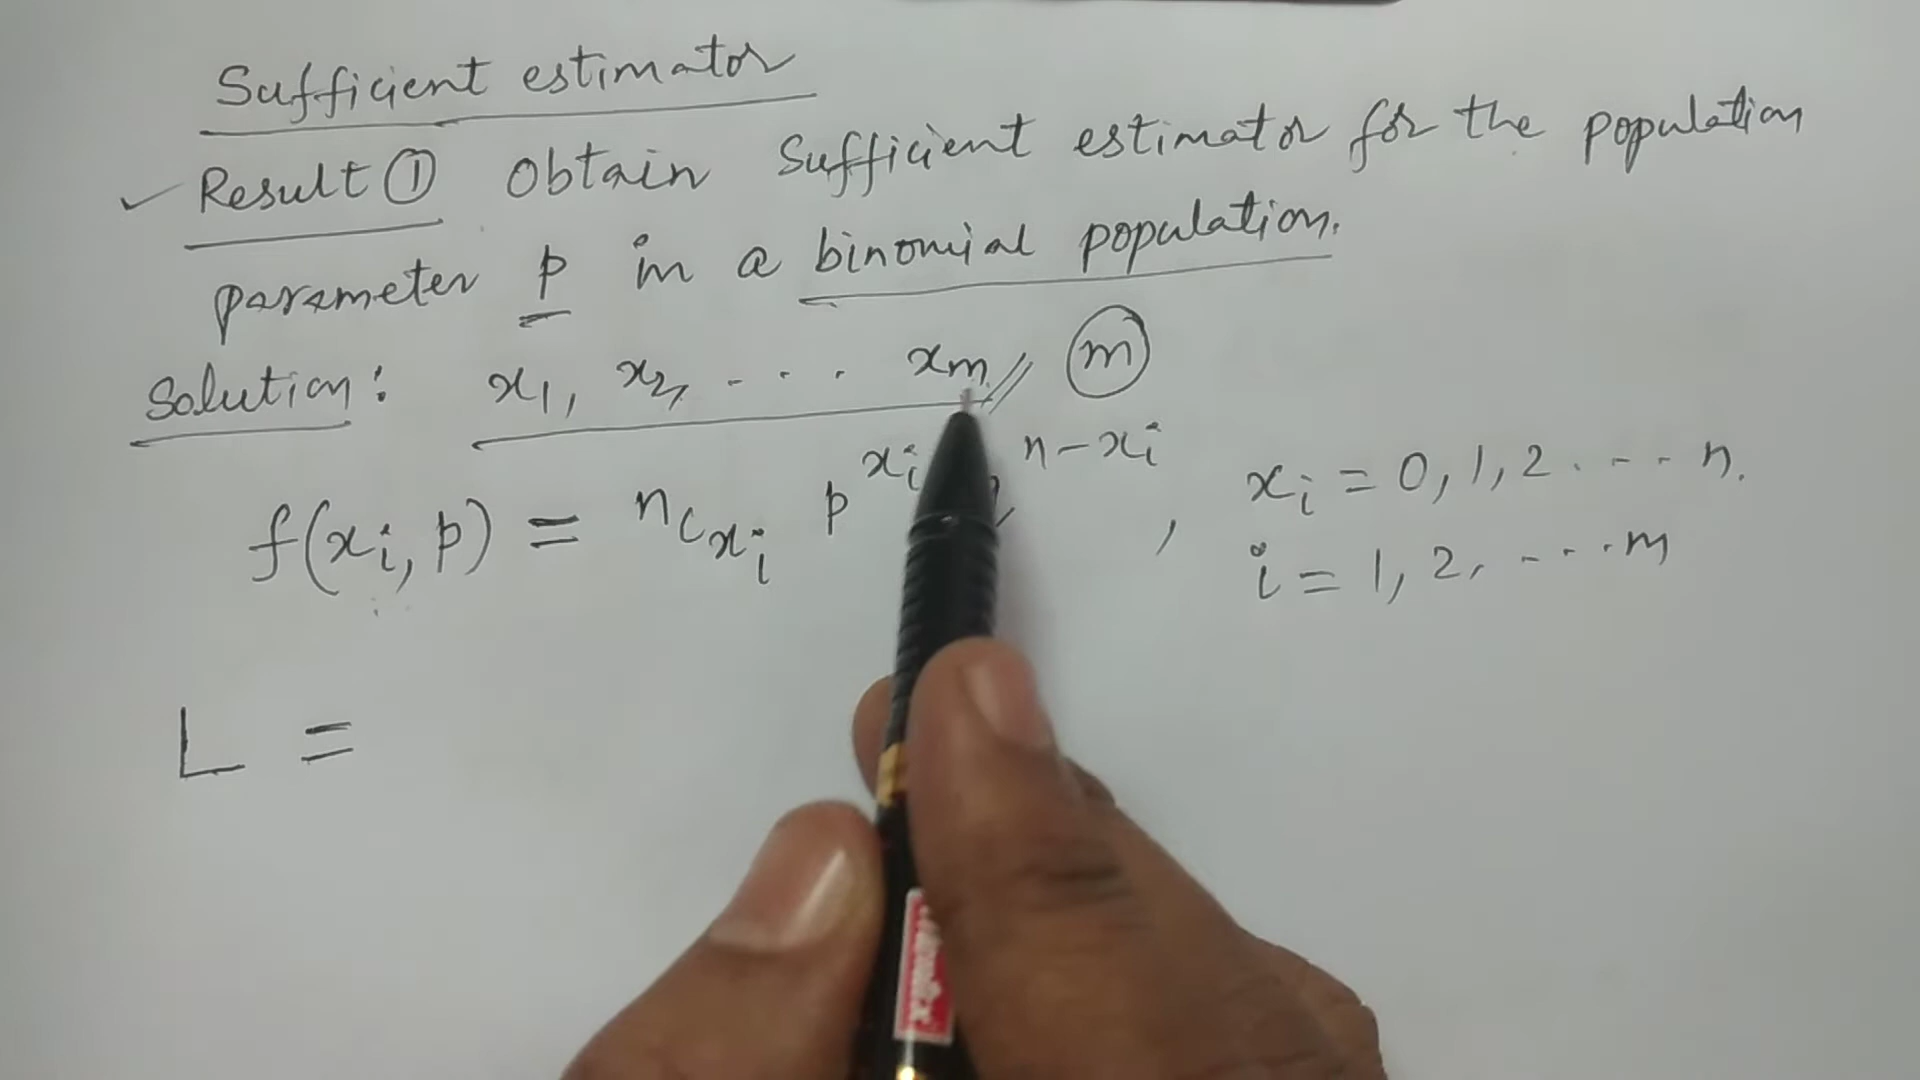 Sufficient estimator
Result ① Obtain Sufficient estimator for the population
parameter p in a binomial population.
Solution: x₁, x₂, - - - xₘ // m
f(xᵢ, p) = ⁿC_xᵢ p^xᵢ n-xᵢ , xᵢ = 0, 1, 2 . - - - n.
i = 1, 2, - - - m
L =